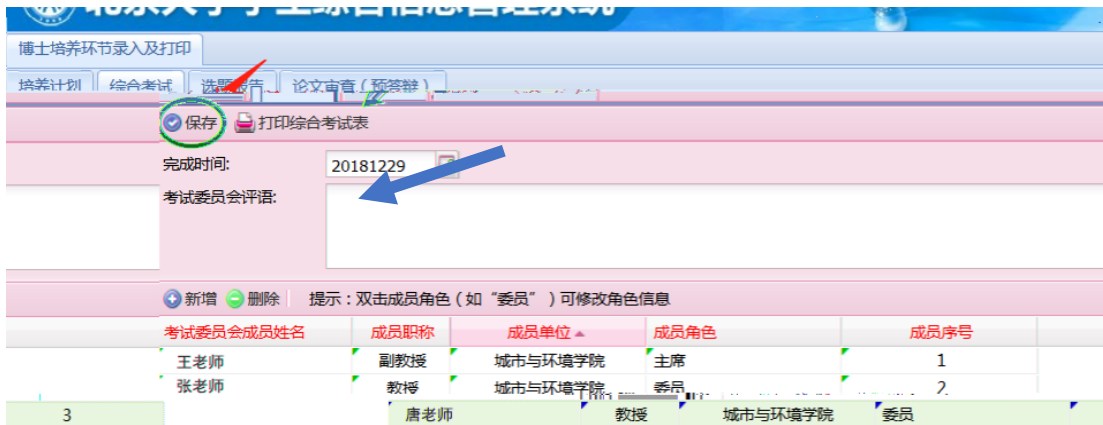 博士培养环节录入及打印
培养计划 综合考试 选题报告 论文审查（预答辩）
保存 打印综合考试表
完成时间: 20181229
考试委员会评语:
新增 删除 提示：双击成员角色（如“委员”）可修改角色信息
考试委员会成员姓名 成员职称 成员单位 成员角色 成员序号
王老师 副教授 城市与环境学院 主席 1
张老师 教授 城市与环境学院 委员 2
3 唐老师 教授 城市与环境学院 委员